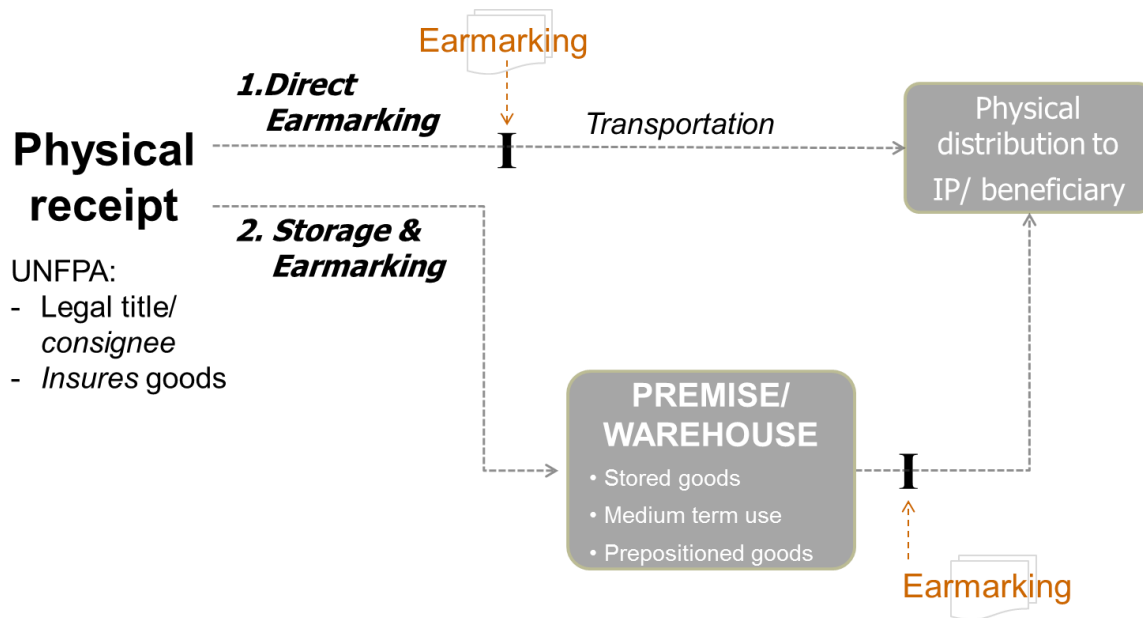 Earmarking
1.Direct
Earmarking
I
Transportation
Physical
distribution to
IP/ beneficiary
Physical
receipt
2. Storage &
Earmarking
UNFPA:
- Legal title/
consignee
- Insures goods
PREMISE/
WAREHOUSE
• Stored goods
• Medium term use
• Prepositioned goods
I
Earmarking